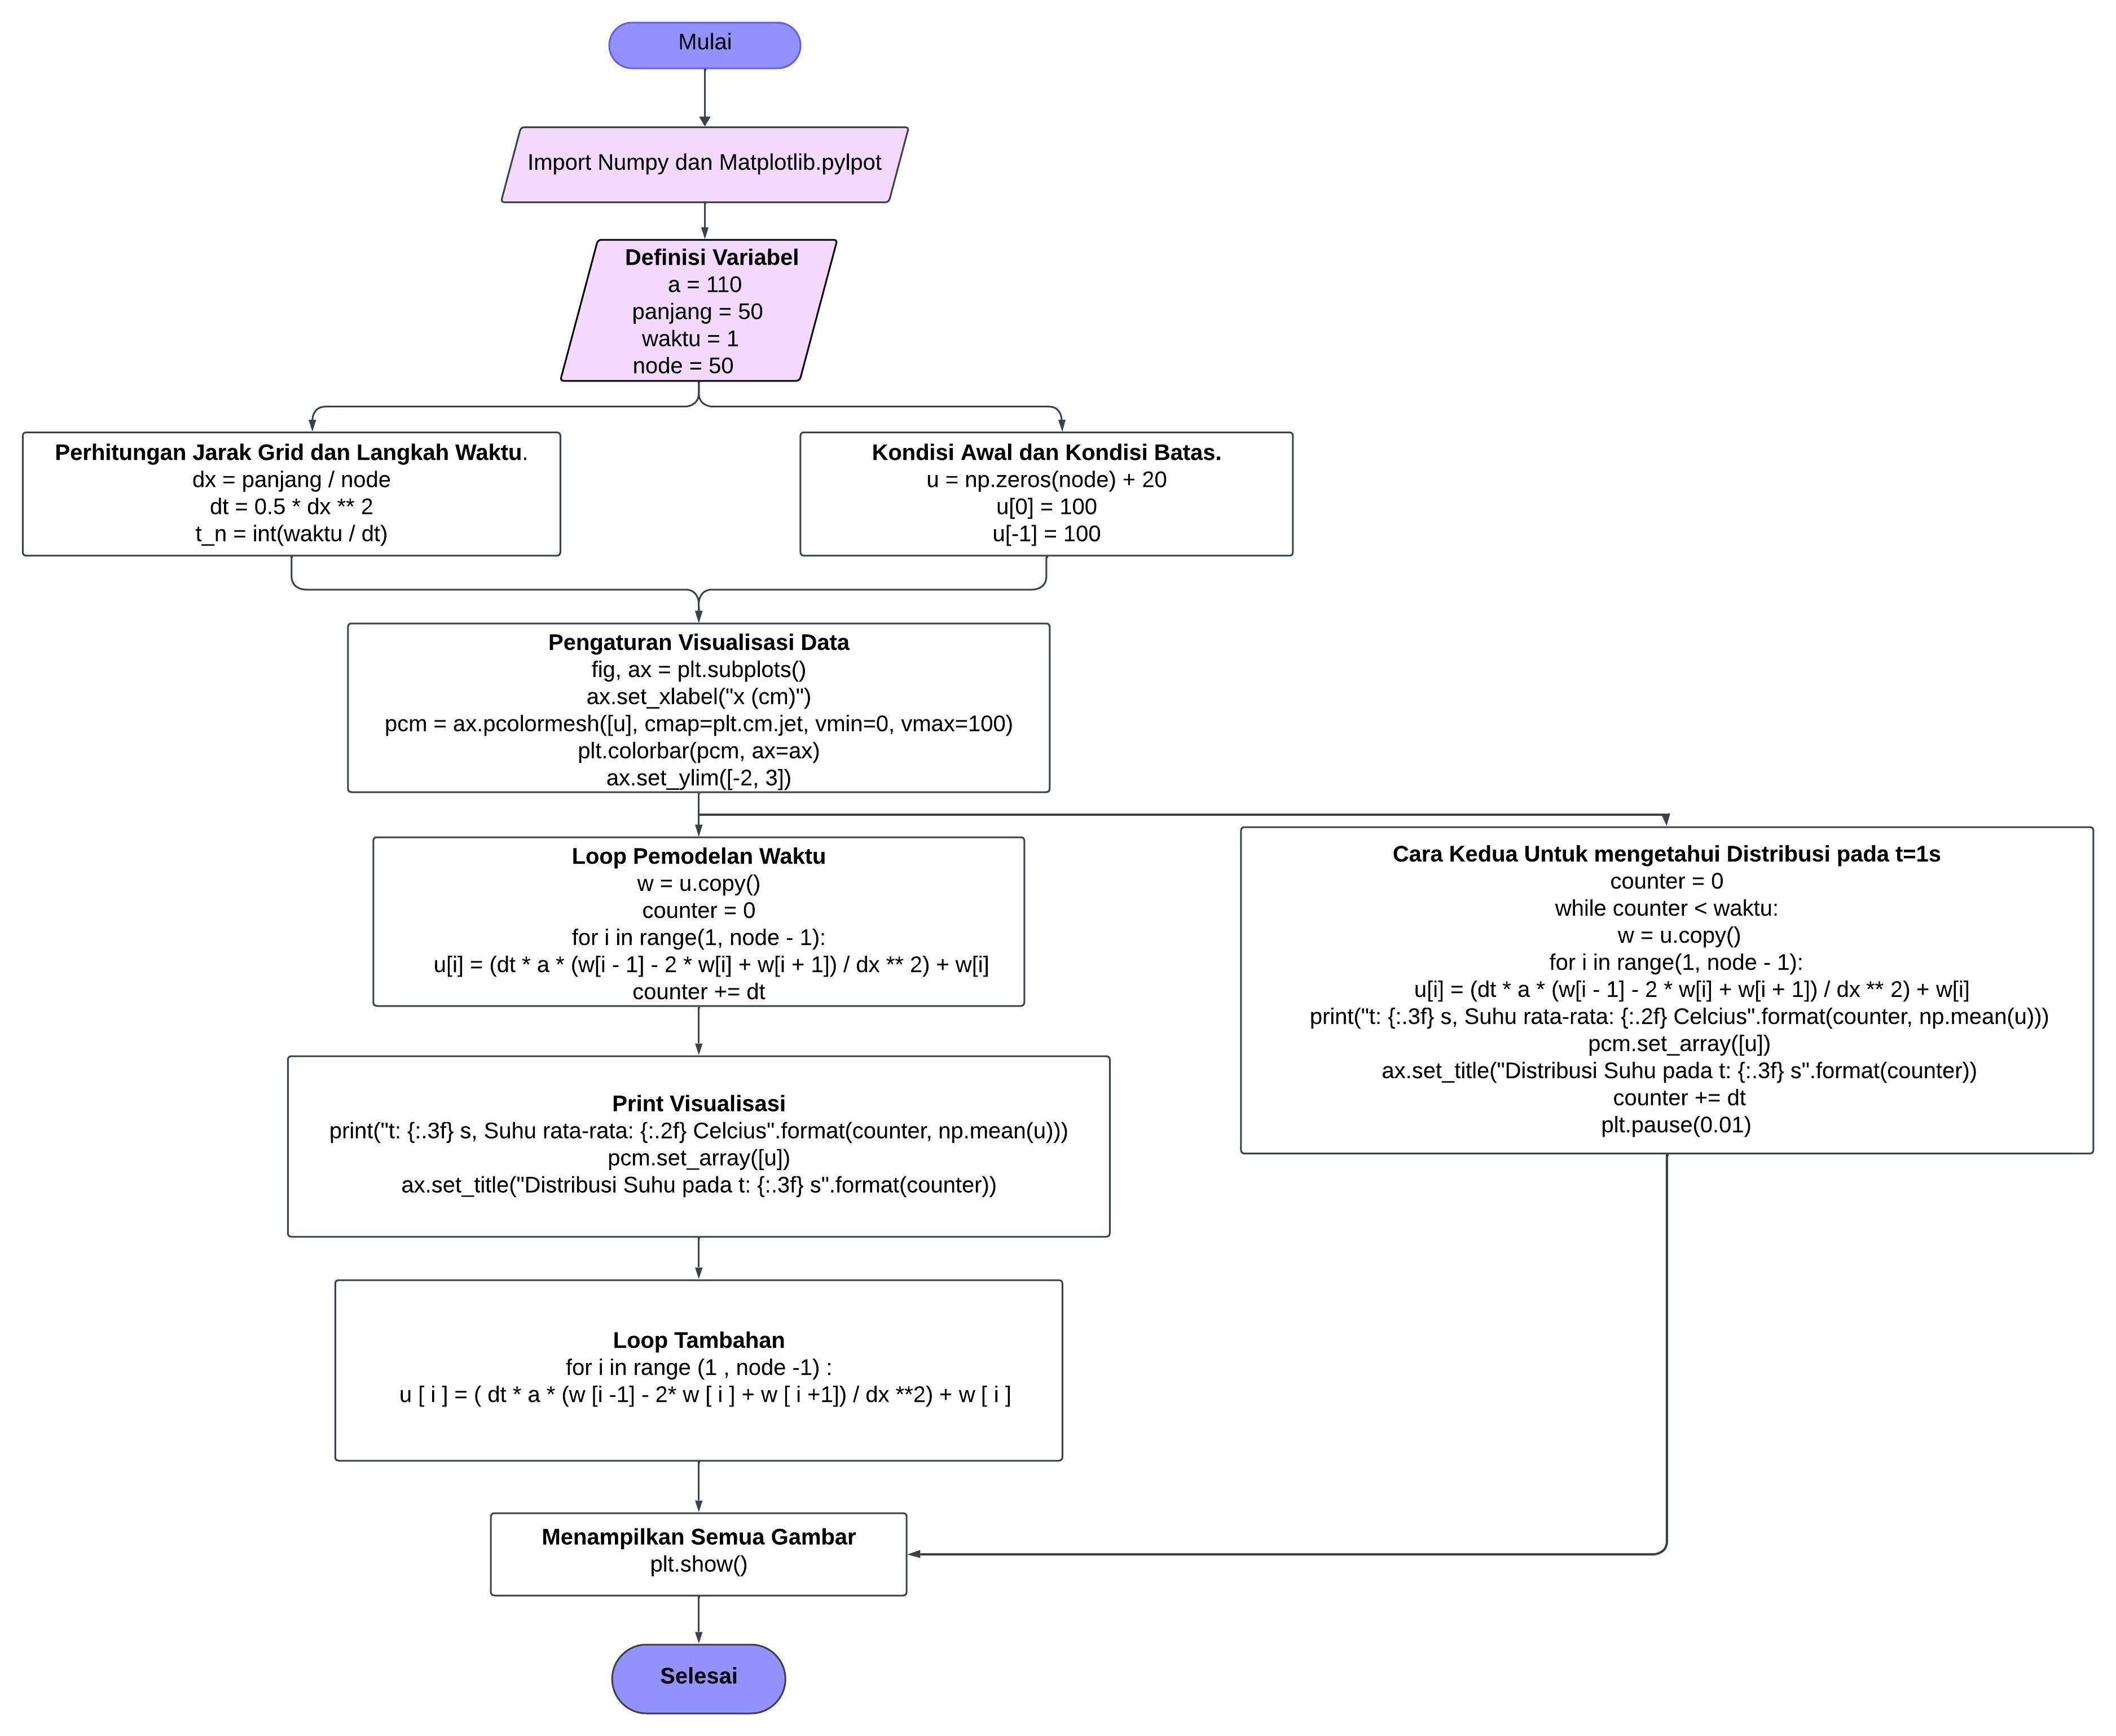 Mulai
Import Numpy dan Matplotlib.pylpot
Definisi Variabel
a = 110
panjang = 50
waktu = 1
node = 50
Perhitungan Jarak Grid dan Langkah Waktu.
dx = panjang / node
dt = 0.5 * dx ** 2
t_n = int(waktu / dt)
Kondisi Awal dan Kondisi Batas.
u = np.zeros(node) + 20
u[0] = 100
u[-1] = 100
Pengaturan Visualisasi Data
fig, ax = plt.subplots()
ax.set_xlabel("x (cm)")
pcm = ax.pcolormesh([u], cmap=plt.cm.jet, vmin=0, vmax=100)
plt.colorbar(pcm, ax=ax)
ax.set_ylim([-2, 3])
Loop Pemodelan Waktu
w = u.copy()
counter = 0
for i in range(1, node - 1):
u[i] = (dt * a * (w[i - 1] - 2 * w[i] + w[i + 1]) / dx ** 2) + w[i]
counter += dt
Cara Kedua Untuk mengetahui Distribusi pada t=1s
counter = 0
while counter < waktu:
w = u.copy()
for i in range(1, node - 1):
u[i] = (dt * a * (w[i - 1] - 2 * w[i] + w[i + 1]) / dx ** 2) + w[i]
print("t: {:.3f} s, Suhu rata-rata: {:.2f} Celcius".format(counter, np.mean(u)))
pcm.set_array([u])
ax.set_title("Distribusi Suhu pada t: {:.3f} s".format(counter))
counter += dt
plt.pause(0.01)
Print Visualisasi
print("t: {:.3f} s, Suhu rata-rata: {:.2f} Celcius".format(counter, np.mean(u)))
pcm.set_array([u])
ax.set_title("Distribusi Suhu pada t: {:.3f} s".format(counter))
Loop Tambahan
for i in range (1 , node -1) :
u [ i ] = ( dt * a * (w [i -1] - 2* w [ i ] + w [ i +1]) / dx **2) + w [ i ]
Menampilkan Semua Gambar
plt.show()
Selesai